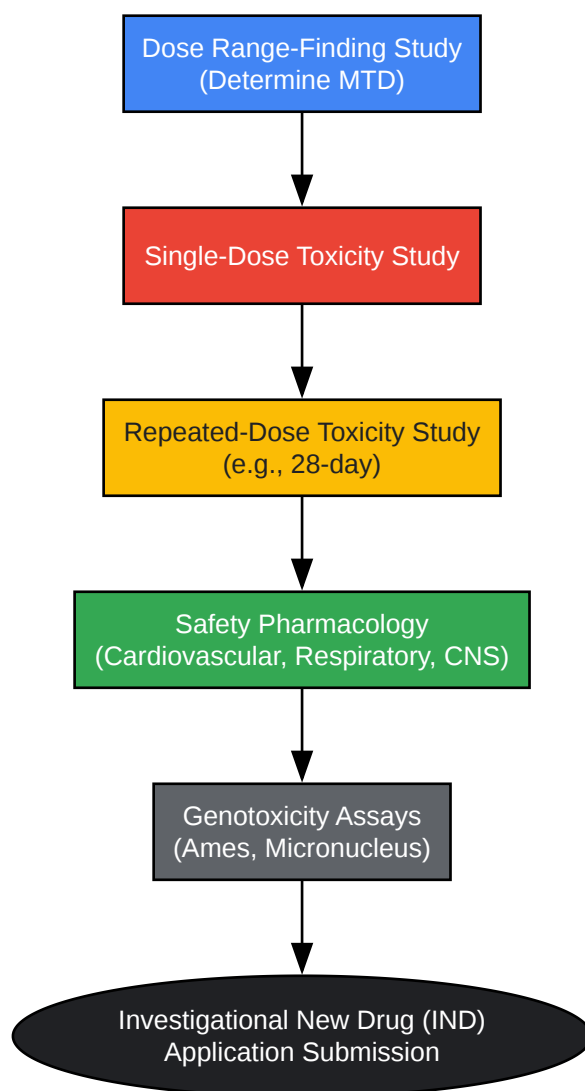 Dose Range-Finding Study
(Determine MTD)
Single-Dose Toxicity Study
Repeated-Dose Toxicity Study
(e.g., 28-day)
Safety Pharmacology
(Cardiovascular, Respiratory, CNS)
Genotoxicity Assays
(Ames, Micronucleus)
Investigational New Drug (IND)
Application Submission